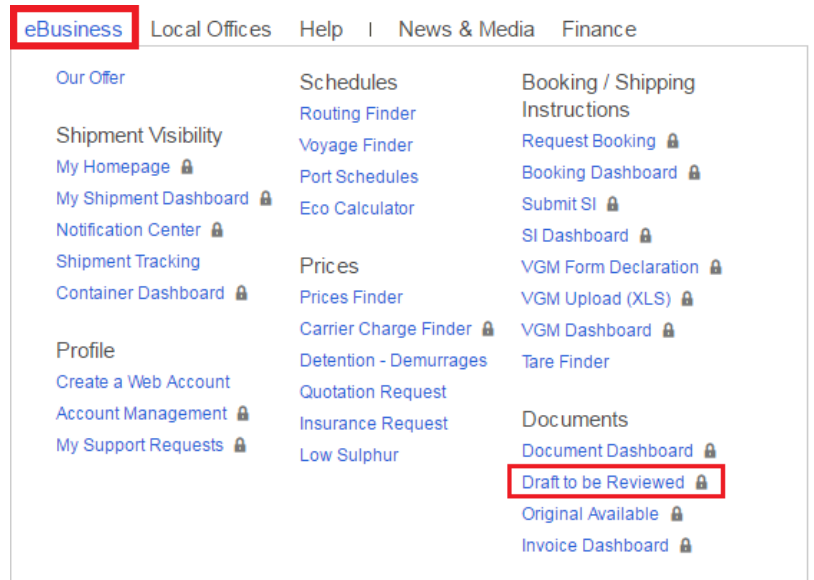 eBusiness Local Offices Help | News & Media Finance
Our Offer
Shipment Visibility
My Homepage
My Shipment Dashboard
Notification Center
Shipment Tracking
Container Dashboard
Profile
Create a Web Account
Account Management
My Support Requests
Schedules
Routing Finder
Voyage Finder
Port Schedules
Eco Calculator
Prices
Prices Finder
Carrier Charge Finder
Detention - Demurrages
Quotation Request
Insurance Request
Low Sulphur
Booking / Shipping
Instructions
Request Booking
Booking Dashboard
Submit SI
SI Dashboard
VGM Form Declaration
VGM Upload (XLS)
VGM Dashboard
Tare Finder
Documents
Document Dashboard
Draft to be Reviewed
Original Available
Invoice Dashboard